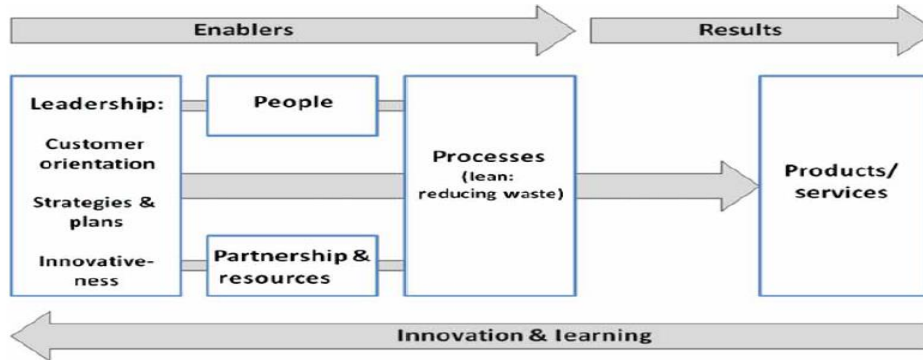 Enablers
Results
Leadership:
Customer
orientation
Strategies &
plans
Innovative-
ness
People
Partnership &
resources
Processes
(lean:
reducing waste)
Products/
services
Innovation & learning